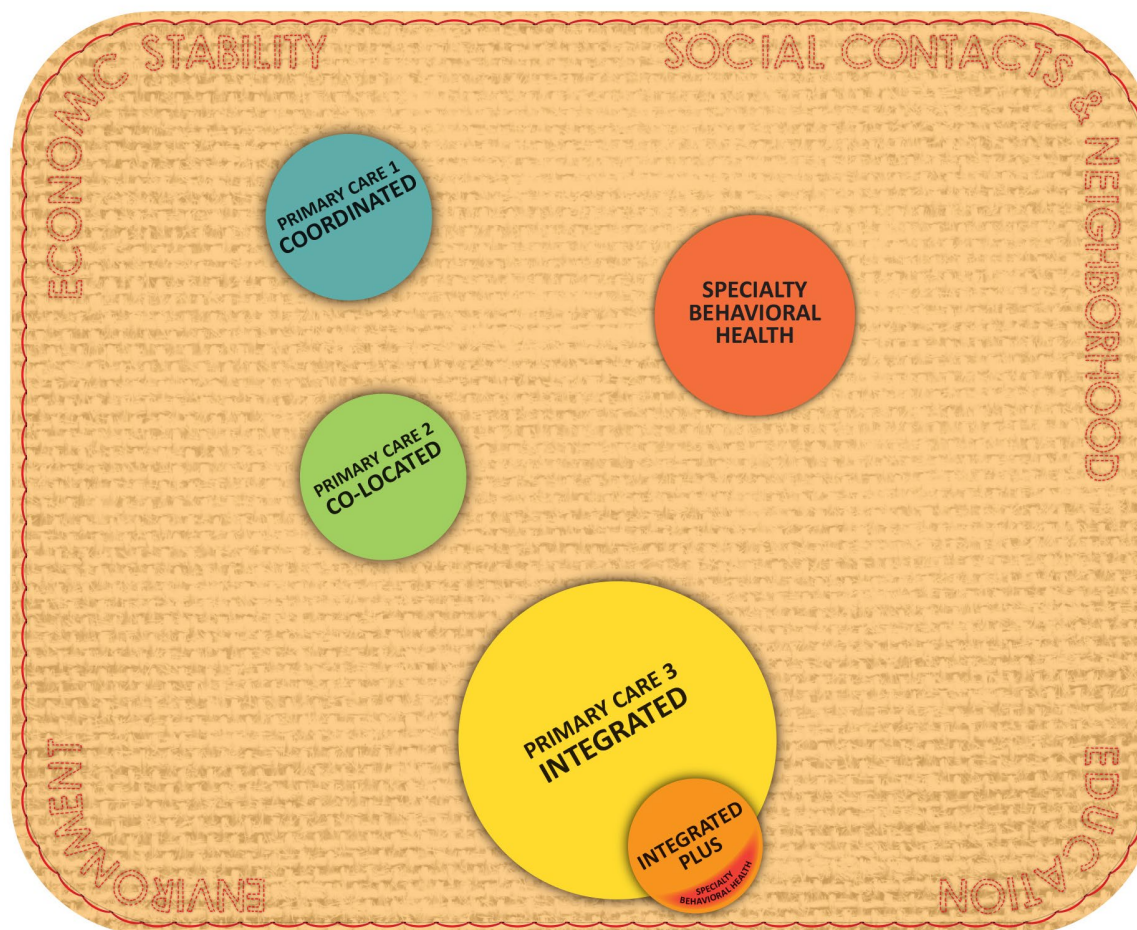 ECONOMIC STABILITY
SOCIAL CONTACTS & NEIGHBORHOOD
PRIMARY CARE 1
COORDINATED
SPECIALTY
BEHAVIORAL
HEALTH
PRIMARY CARE 2
CO-LOCATED
PRIMARY CARE 3
INTEGRATED
INTEGRATED
PLUS
SPECIALTY
BEHAVIORAL HEALTH
ENVIRONMENT
EDUCATION